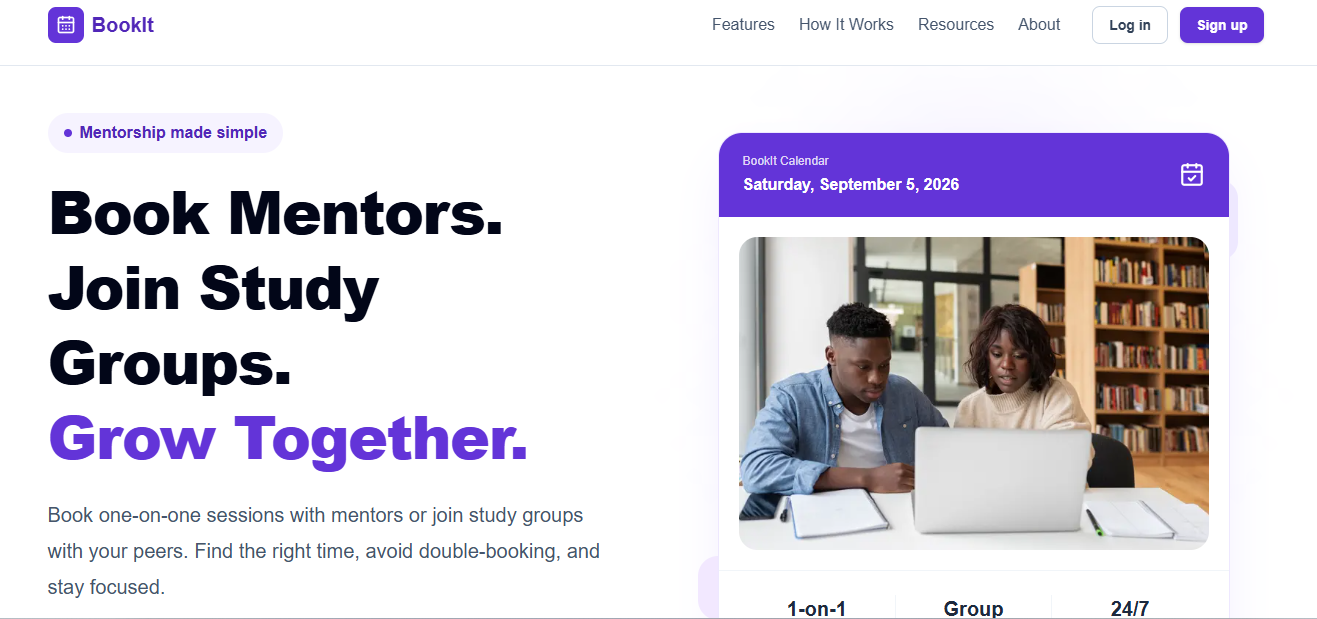 BookIt
Features
How It Works
Resources
About
Log in
Sign up
Mentorship made simple
Book Mentors.
Join Study
Groups.
Grow Together.
Book one-on-one sessions with mentors or join study groups
with your peers. Find the right time, avoid double-booking, and
stay focused.
BookIt Calendar
Saturday, September 5, 2026
1-on-1
Group
24/7